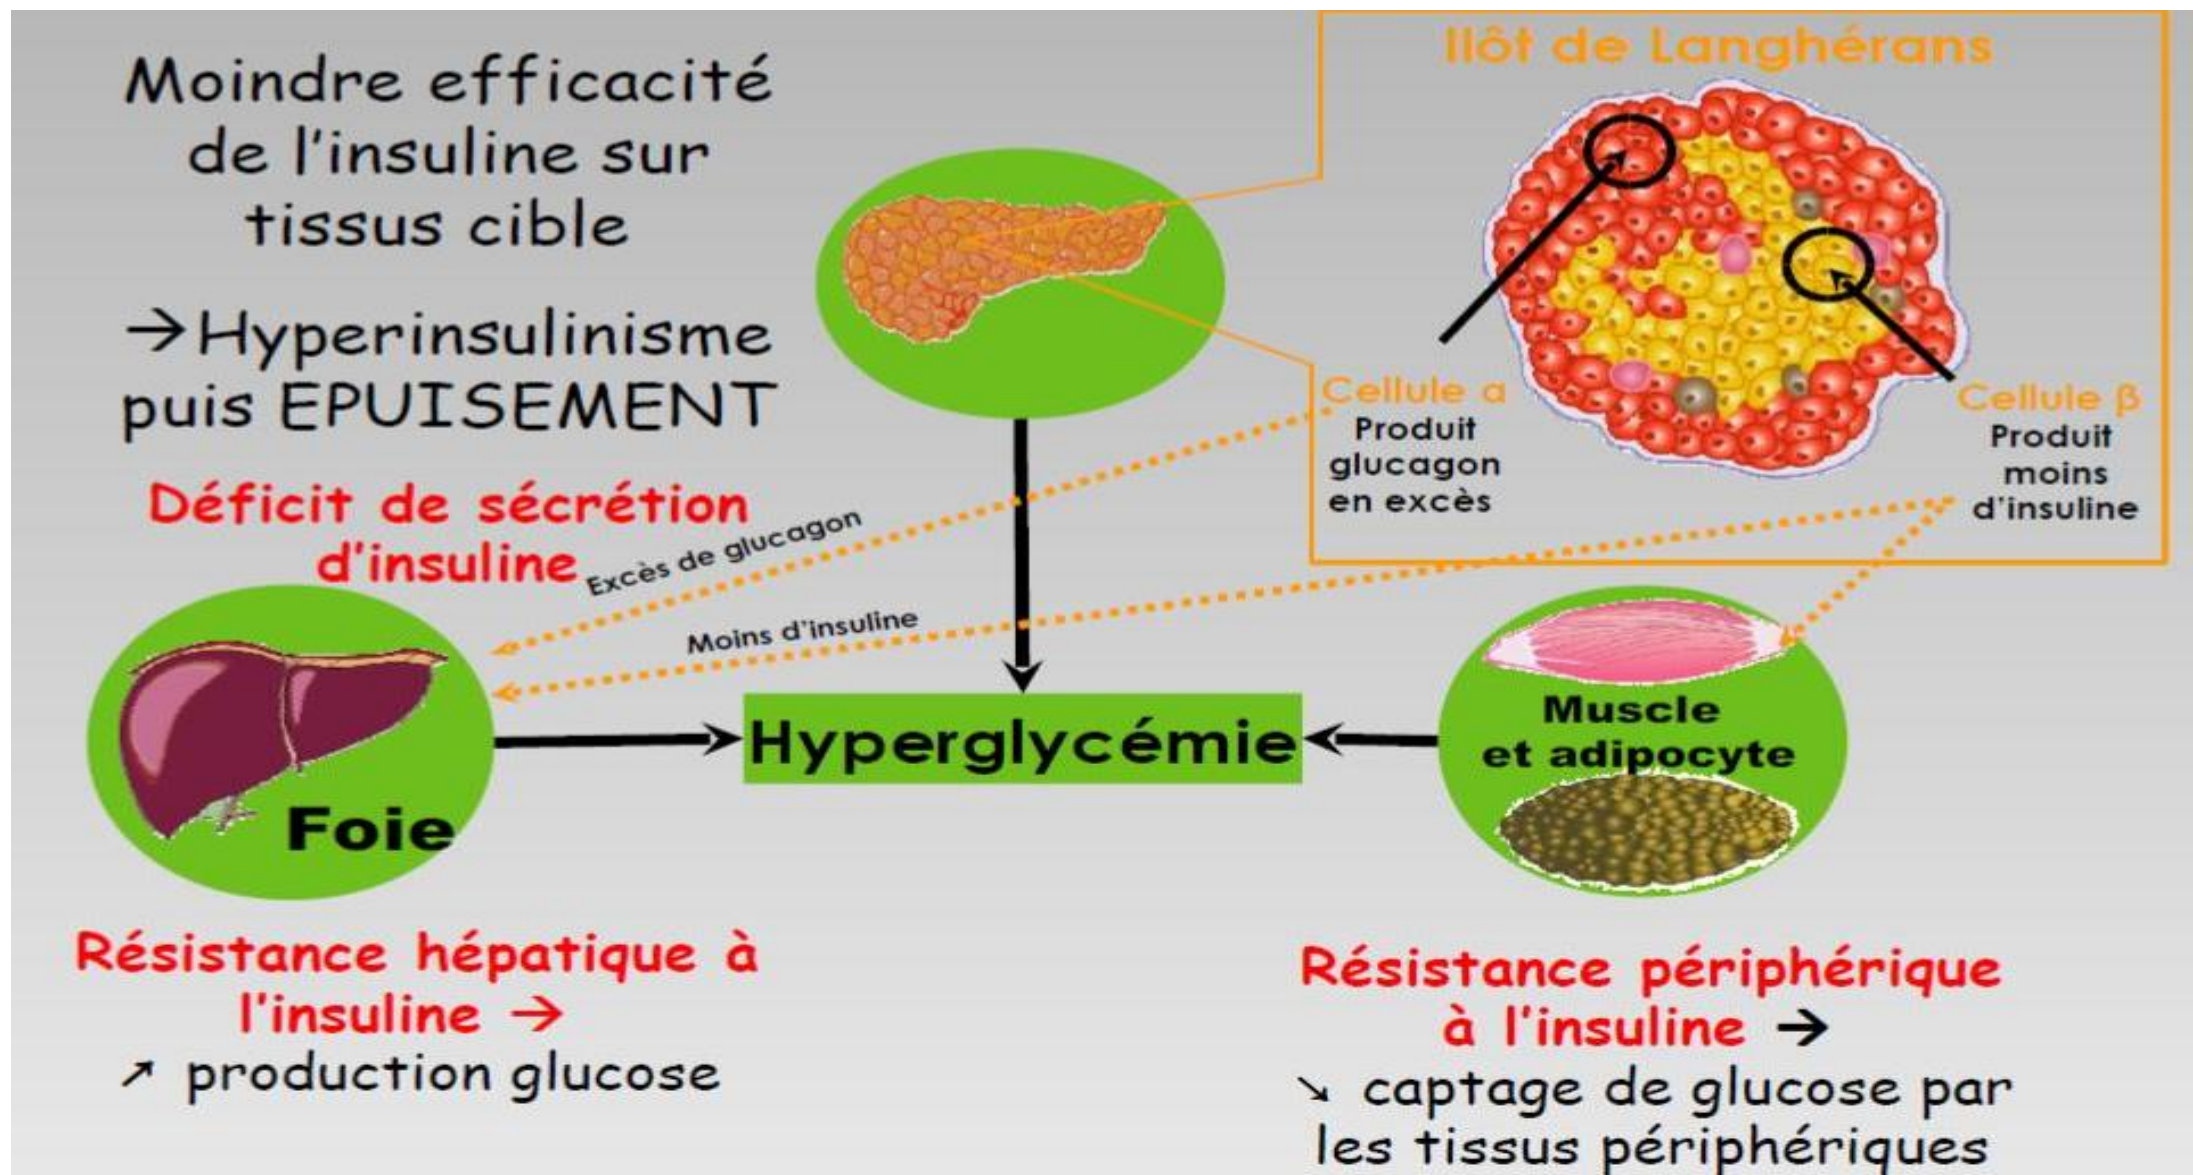 Moindre efficacité
de l'insuline sur
tissus cible
→Hyperinsulinisme
puis EPUISEMENT
Déficit de sécrétion
d'insuline
Ilôt de Langhérans
Cellule α
Produit
glucagon
en excès
Cellule β
Produit
moins
d'insuline
Excès de glucagon
Moins d'insuline
Foie
Hyperglycémie
Muscle
et adipocyte
Résistance hépatique à
l'insuline →
↗ production glucose
Résistance périphérique
à l'insuline →
↘ captage de glucose par
les tissus périphériques